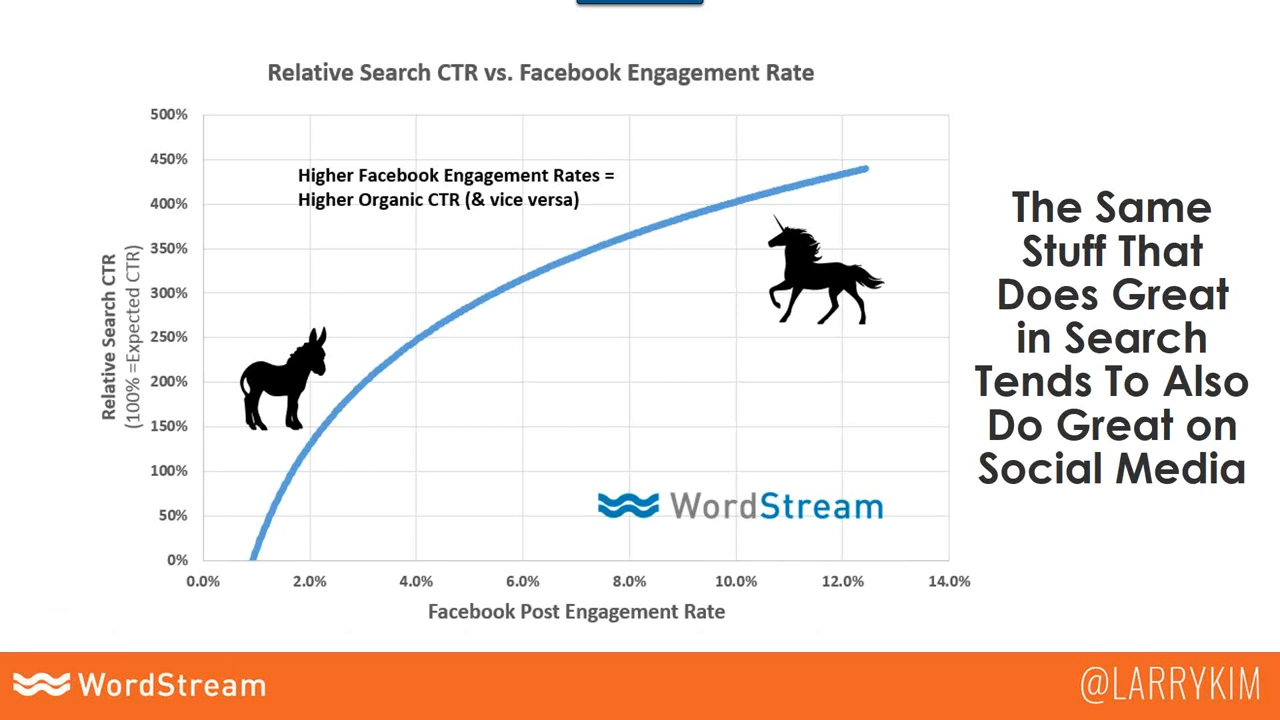 Relative Search CTR vs. Facebook Engagement Rate
500%
450%
400%
350%
300%
250%
200%
150%
100%
50%
0%
Relative Search CTR
(100% =Expected CTR)
Higher Facebook Engagement Rates =
Higher Organic CTR (& vice versa)
WordStream
0.0%
2.0%
4.0%
6.0%
8.0%
10.0%
12.0%
14.0%
Facebook Post Engagement Rate
The Same
Stuff That
Does Great
in Search
Tends To Also
Do Great on
Social Media
WordStream
@LARRYKIM